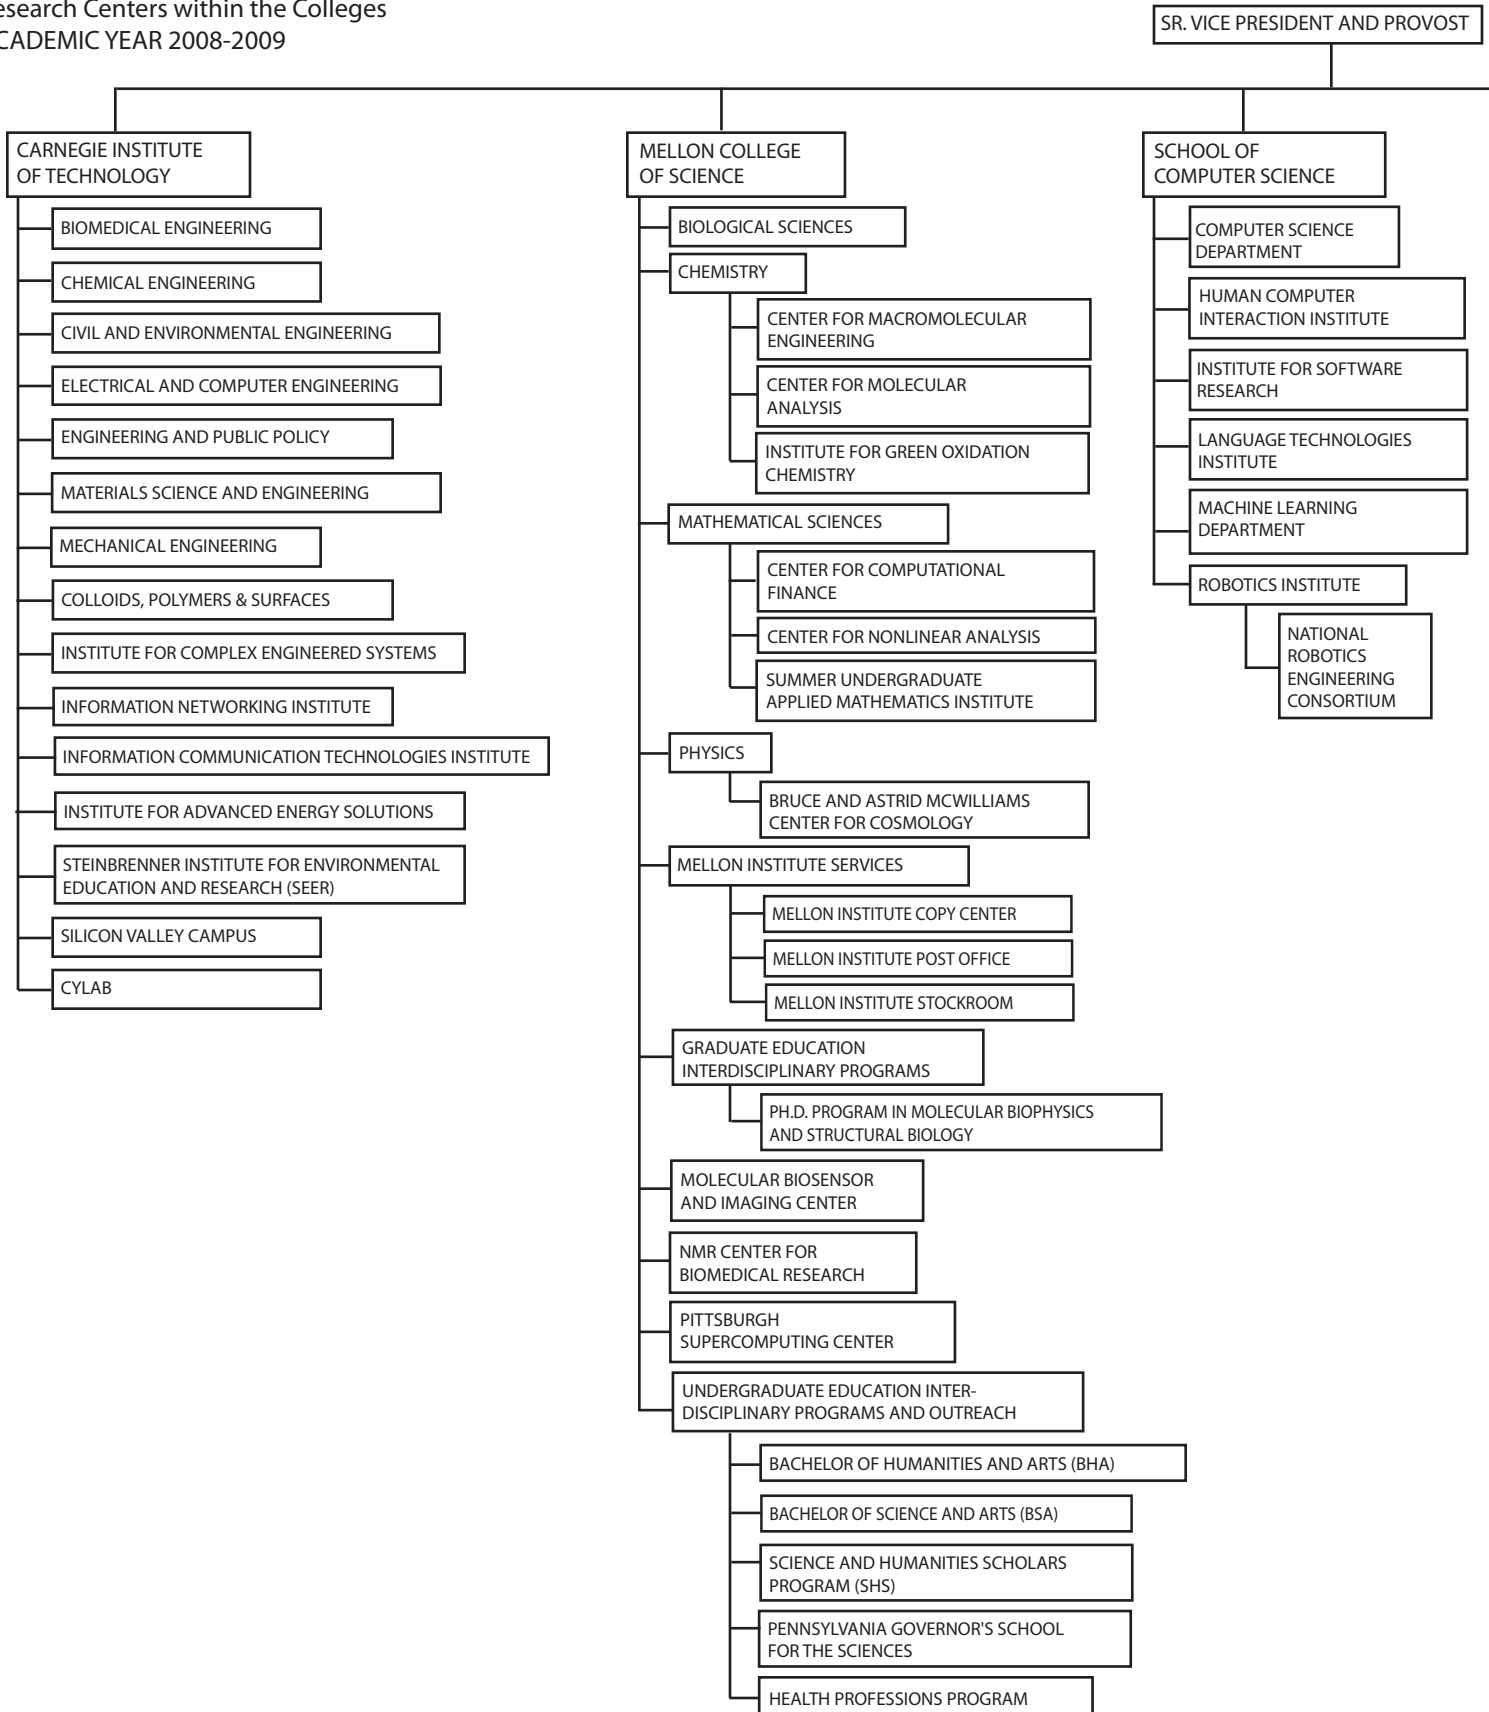 esearch Centers within the Colleges
CADEMIC YEAR 2008-2009
SR. VICE PRESIDENT AND PROVOST
CARNEGIE INSTITUTE
OF TECHNOLOGY
BIOMEDICAL ENGINEERING
CHEMICAL ENGINEERING
CIVIL AND ENVIRONMENTAL ENGINEERING
ELECTRICAL AND COMPUTER ENGINEERING
ENGINEERING AND PUBLIC POLICY
MATERIALS SCIENCE AND ENGINEERING
MECHANICAL ENGINEERING
COLLOIDS, POLYMERS & SURFACES
INSTITUTE FOR COMPLEX ENGINEERED SYSTEMS
INFORMATION NETWORKING INSTITUTE
INFORMATION COMMUNICATION TECHNOLOGIES INSTITUTE
INSTITUTE FOR ADVANCED ENERGY SOLUTIONS
STEINBRENNER INSTITUTE FOR ENVIRONMENTAL
EDUCATION AND RESEARCH (SEER)
SILICON VALLEY CAMPUS
CYLAB
MELLON COLLEGE
OF SCIENCE
BIOLOGICAL SCIENCES
CHEMISTRY
CENTER FOR MACROMOLECULAR
ENGINEERING
CENTER FOR MOLECULAR
ANALYSIS
INSTITUTE FOR GREEN OXIDATION
CHEMISTRY
MATHEMATICAL SCIENCES
CENTER FOR COMPUTATIONAL
FINANCE
CENTER FOR NONLINEAR ANALYSIS
SUMMER UNDERGRADUATE
APPLIED MATHEMATICS INSTITUTE
PHYSICS
BRUCE AND ASTRID MCWILLIAMS
CENTER FOR COSMOLOGY
MELLON INSTITUTE SERVICES
MELLON INSTITUTE COPY CENTER
MELLON INSTITUTE POST OFFICE
MELLON INSTITUTE STOCKROOM
GRADUATE EDUCATION
INTERDISCIPLINARY PROGRAMS
PH.D. PROGRAM IN MOLECULAR BIOPHYSICS
AND STRUCTURAL BIOLOGY
MOLECULAR BIOSENSOR
AND IMAGING CENTER
NMR CENTER FOR
BIOMEDICAL RESEARCH
PITTSBURGH
SUPERCOMPUTING CENTER
UNDERGRADUATE EDUCATION INTER-
DISCIPLINARY PROGRAMS AND OUTREACH
BACHELOR OF HUMANITIES AND ARTS (BHA)
BACHELOR OF SCIENCE AND ARTS (BSA)
SCIENCE AND HUMANITIES SCHOLARS
PROGRAM (SHS)
PENNSYLVANIA GOVERNOR'S SCHOOL
FOR THE SCIENCES
HEALTH PROFESSIONS PROGRAM
SCHOOL OF
COMPUTER SCIENCE
COMPUTER SCIENCE
DEPARTMENT
HUMAN COMPUTER
INTERACTION INSTITUTE
INSTITUTE FOR SOFTWARE
RESEARCH
LANGUAGE TECHNOLOGIES
INSTITUTE
MACHINE LEARNING
DEPARTMENT
ROBOTICS INSTITUTE
NATIONAL
ROBOTICS
ENGINEERING
CONSORTIUM